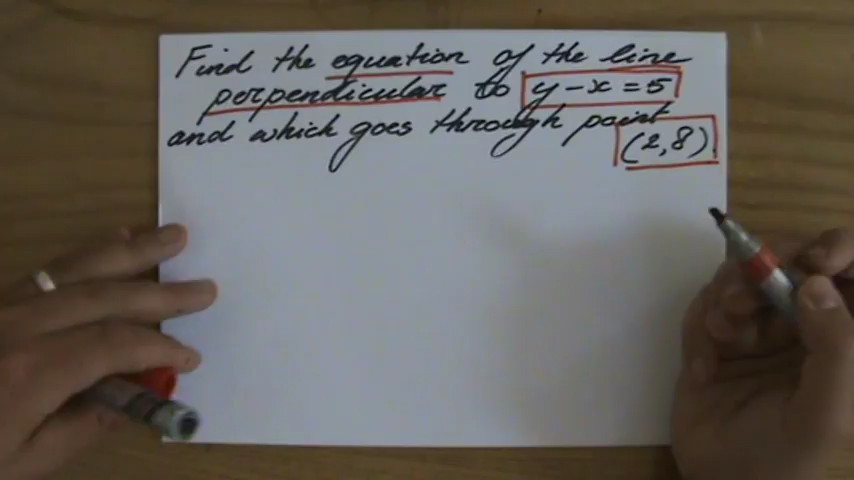 Find the equation of the line
perpendicular to y-x=5
and which goes through point
(2,8).